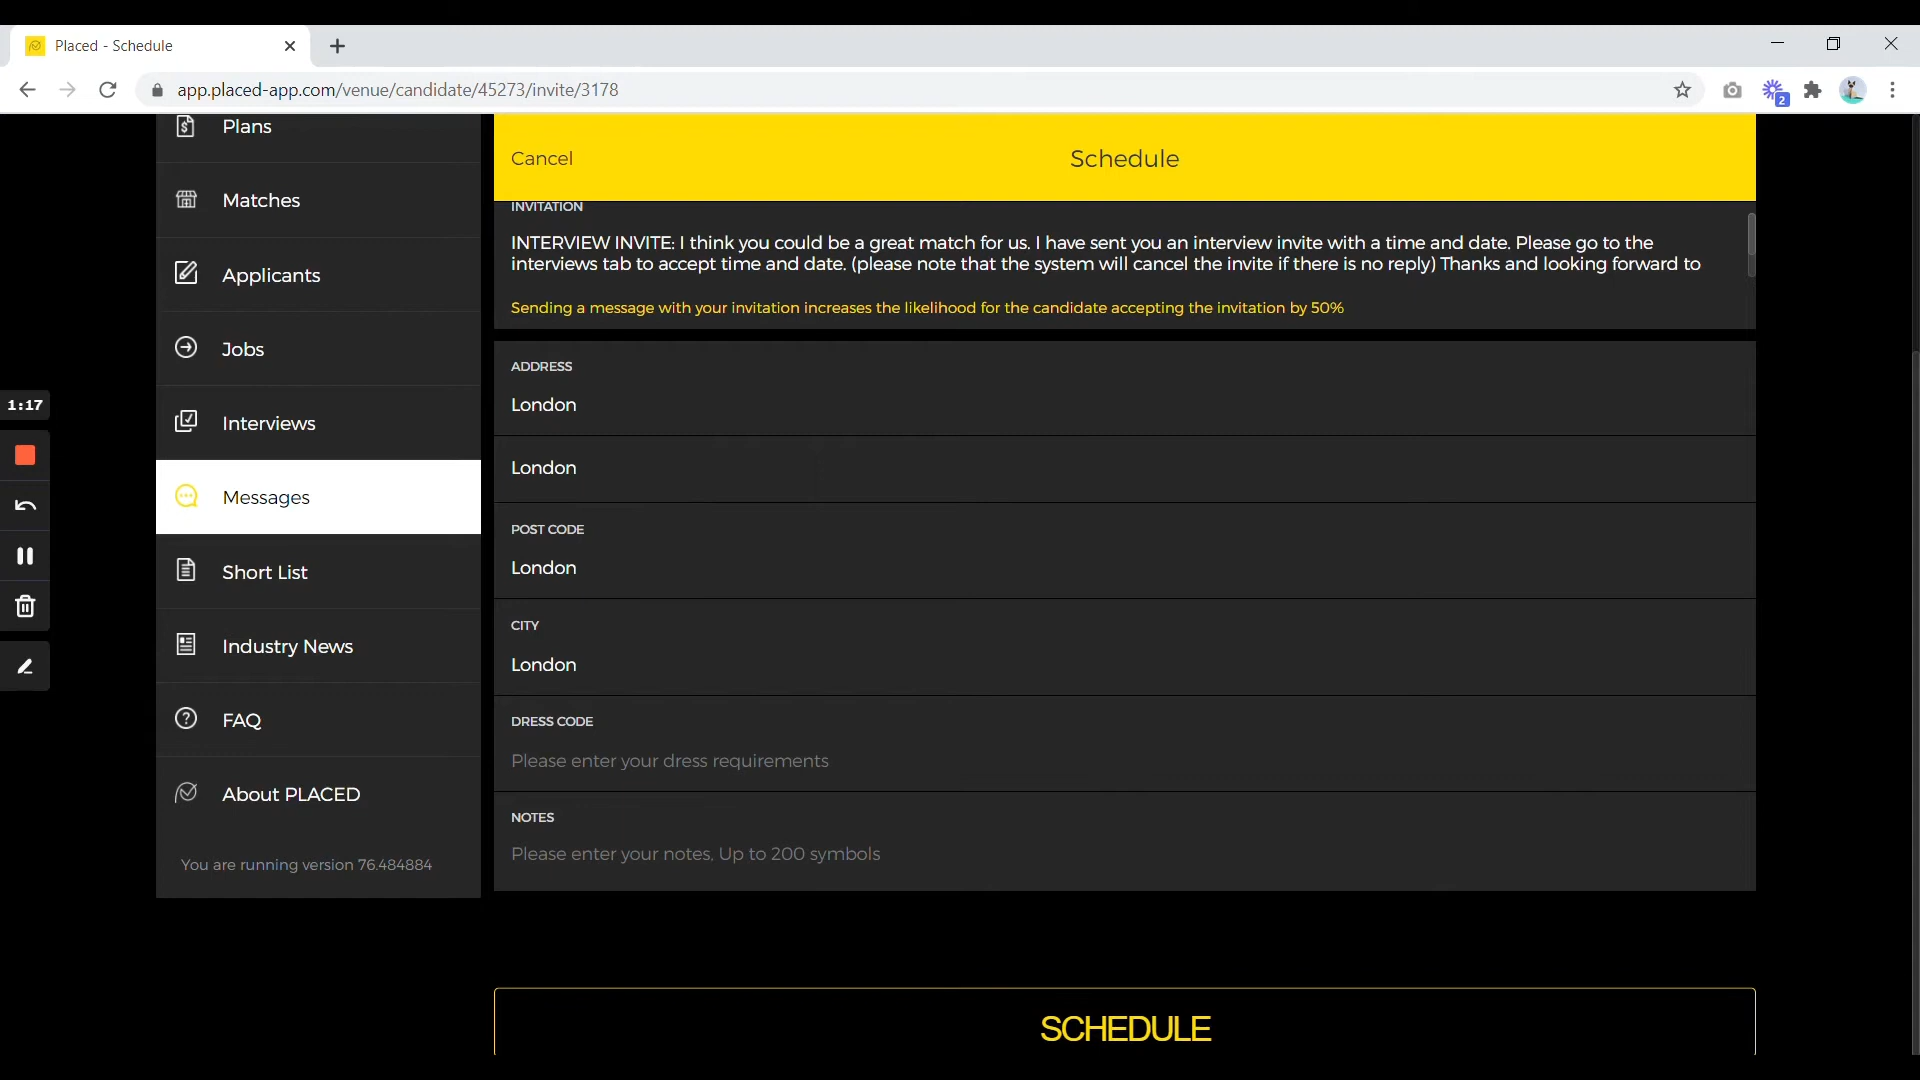 Placed - Schedule
app.placed-app.com/venue/candidate/45273/invite/3178
2
Plans
Matches
Applicants
Jobs
Interviews
Messages
Short List
Industry News
FAQ
About PLACED
You are running version 76.484884
1:17
Cancel
Schedule
INVITATION
INTERVIEW INVITE: I think you could be a great match for us. I have sent you an interview invite with a time and date. Please go to the
interviews tab to accept time and date. (please note that the system will cancel the invite if there is no reply) Thanks and looking forward to
Sending a message with your invitation increases the likelihood for the candidate accepting the invitation by 50%
ADDRESS
London
London
POST CODE
London
CITY
London
DRESS CODE
Please enter your dress requirements
NOTES
Please enter your notes, Up to 200 symbols
SCHEDULE